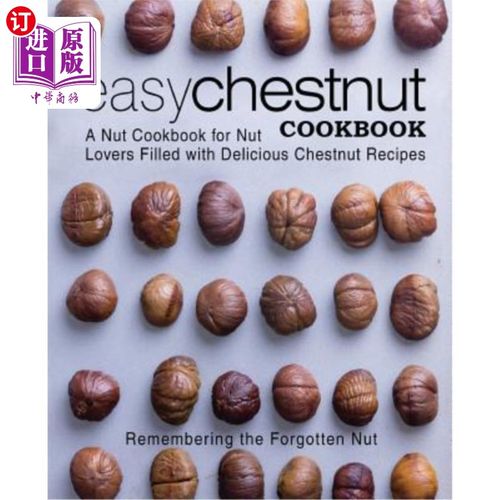 订
进口
原版
中华商务
easychestnut
COOKBOOK
A Nut Cookbook for Nut
Lovers Filled with Delicious Chestnut Recipes
Remembering the Forgotten Nut